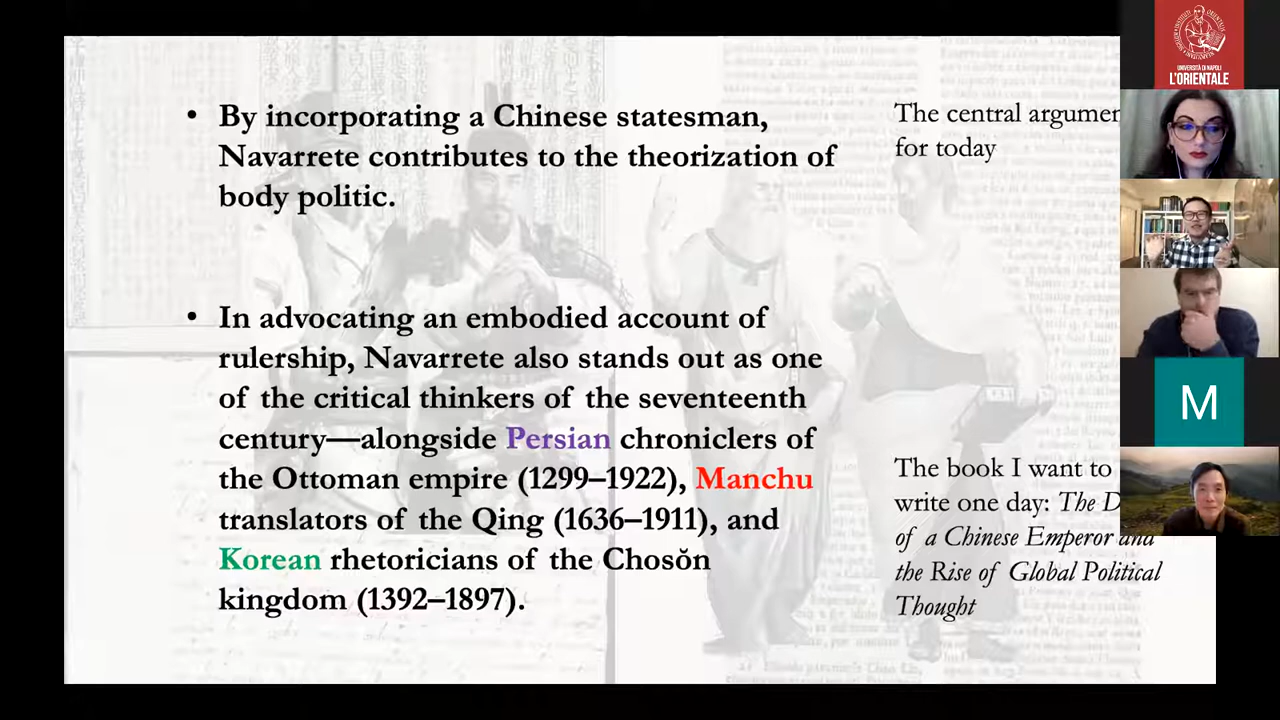 • By incorporating a Chinese statesman,
Navarrete contributes to the theorization of
body politic.
• In advocating an embodied account of
rulership, Navarrete also stands out as one
of the critical thinkers of the seventeenth
century—alongside Persian chroniclers of
the Ottoman empire (1299–1922), Manchu
translators of the Qing (1636–1911), and
Korean rhetoricians of the Chosŏn
kingdom (1392–1897).
The central argumen
for today
The book I want to
write one day: The D
of a Chinese Emperor and
the Rise of Global Political
Thought
UNIVERSITÀ DI NAPOLI
L'ORIENTALE
M